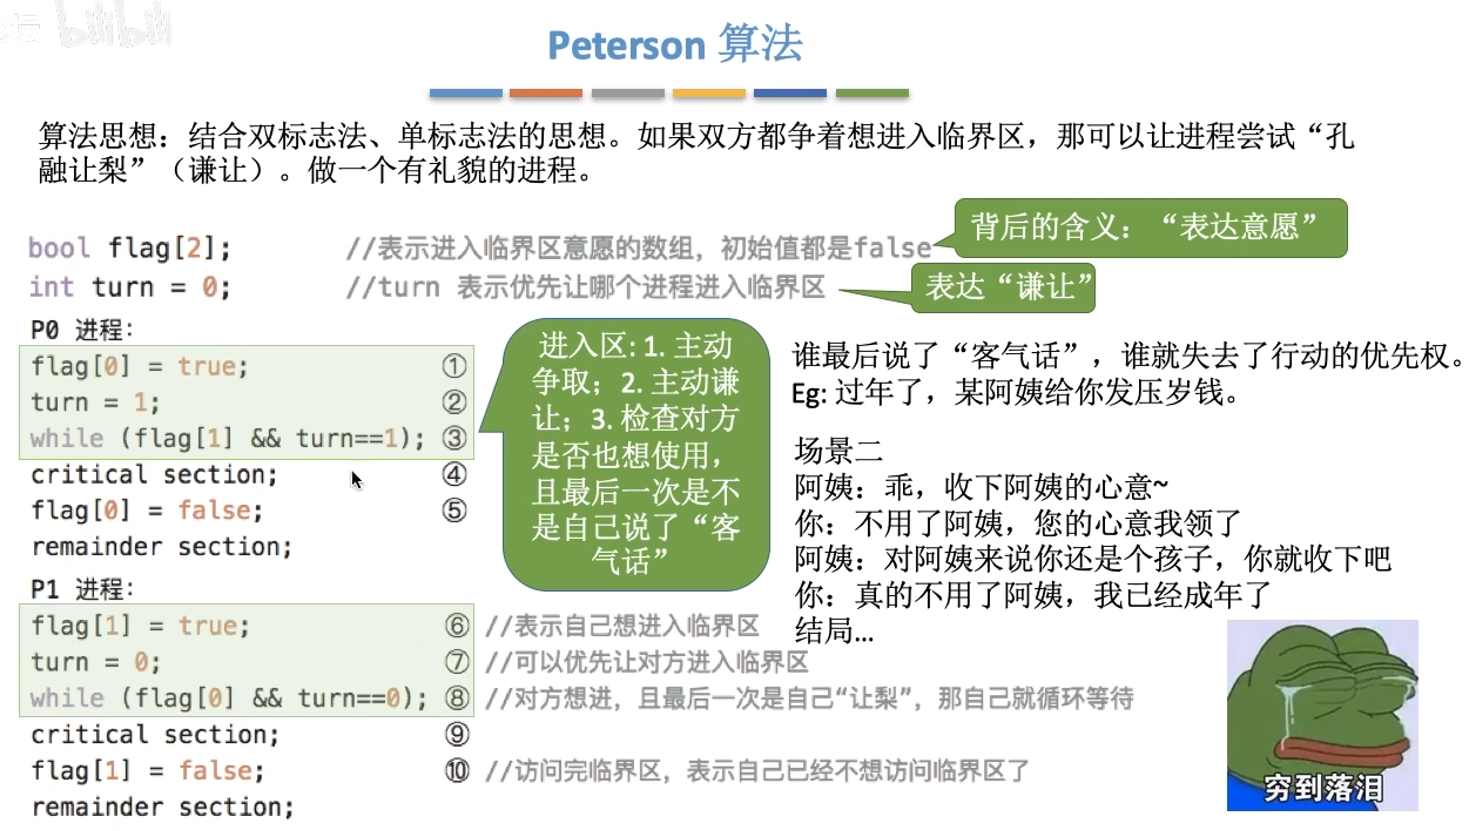 bilibili
Peterson 算法
算法思想：结合双标志法、单标志法的思想。如果双方都争着想进入临界区，那可以让进程尝试“孔
融让梨”（谦让）。做一个有礼貌的进程。
bool flag[2]; //表示进入临界区意愿的数组，初始值都是false
背后的含义：“表达意愿”
int turn = 0; //turn 表示优先让哪个进程进入临界区
表达“谦让”
P0 进程：
flag[0] = true; ①
turn = 1; ②
while (flag[1] && turn==1); ③
critical section; ④
flag[0] = false; ⑤
remainder section;
进入区: 1. 主动
争取；2. 主动谦
让；3. 检查对方
是否也想使用，
且最后一次是不
是自己说了“客
气话”
谁最后说了“客气话”，谁就失去了行动的优先权。
Eg: 过年了，某阿姨给你发压岁钱。
场景二
阿姨：乖，收下阿姨的心意~
你：不用了阿姨，您的心意我领了
阿姨：对阿姨来说你还是个孩子，你就收下吧
你：真的不用了阿姨，我已经成年了
结局...
P1 进程：
flag[1] = true; ⑥ //表示自己想进入临界区
turn = 0; ⑦ //可以优先让对方进入临界区
while (flag[0] && turn==0); ⑧ //对方想进，且最后一次是自己“让梨”，那自己就循环等待
critical section; ⑨
flag[1] = false; ⑩ //访问完临界区，表示自己已经不想访问临界区了
remainder section;
穷到落泪